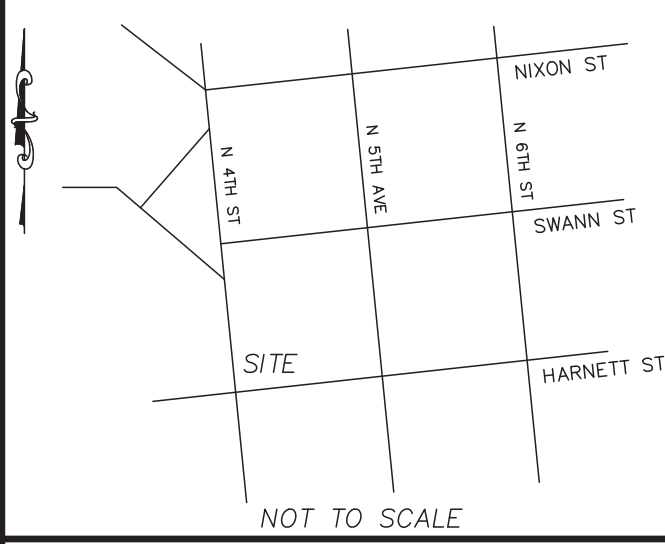 NIXON ST
N 4TH ST
N 5TH AVE
N 6TH ST
SWANN ST
SITE
HARNETT ST
NOT TO SCALE